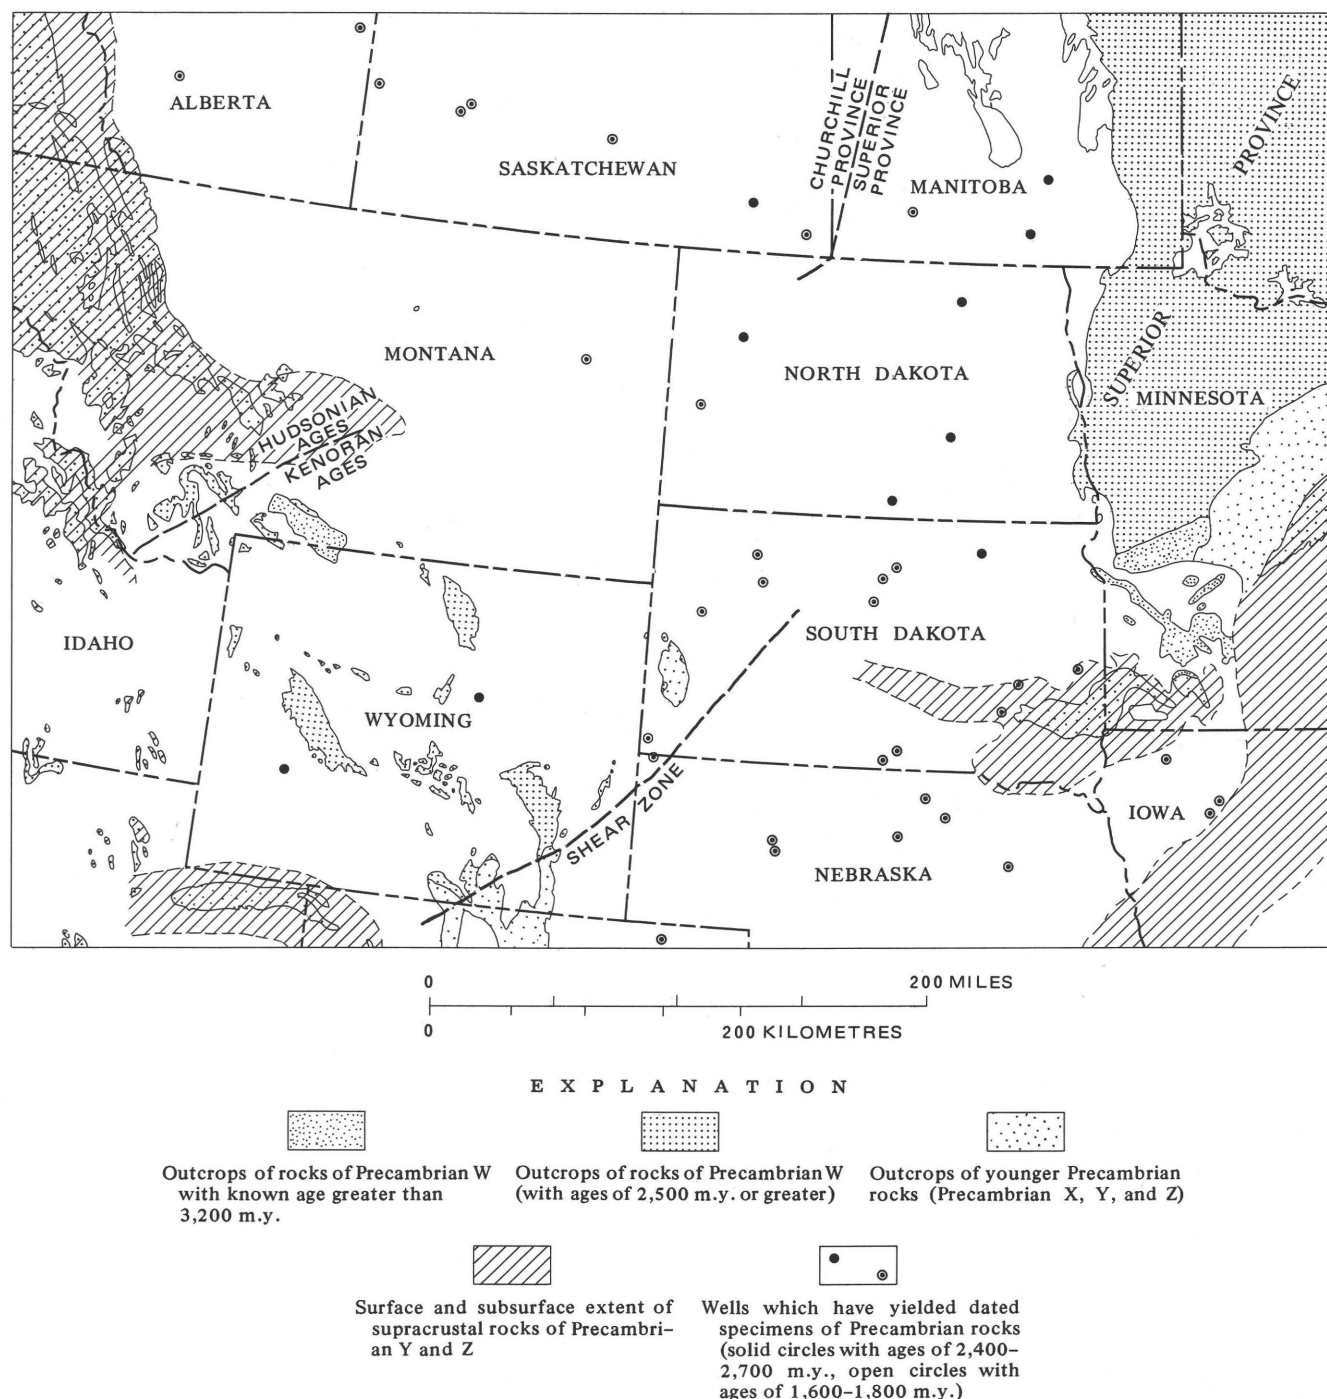 ALBERTA
SASKATCHEWAN
CHURCHILL
PROVINCE
SUPERIOR
PROVINCE
MANITOBA
SUPERIOR PROVINCE
MONTANA
NORTH DAKOTA
MINNESOTA
HUDSONIAN
AGES
KENORAN
AGES
IDAHO
WYOMING
SOUTH DAKOTA
SHEAR ZONE
IOWA
NEBRASKA
0 200 MILES
0 200 KILOMETRES
EXPLANATION
Outcrops of rocks of Precambrian W
with known age greater than
3,200 m.y.
Outcrops of rocks of Precambrian W
(with ages of 2,500 m.y. or greater)
Outcrops of younger Precambrian
rocks (Precambrian X, Y, and Z)
Surface and subsurface extent of
supracrustal rocks of Precambri-
an Y and Z
Wells which have yielded dated
specimens of Precambrian rocks
(solid circles with ages of 2,400–
2,700 m.y., open circles with
ages of 1,600–1,800 m.y.)